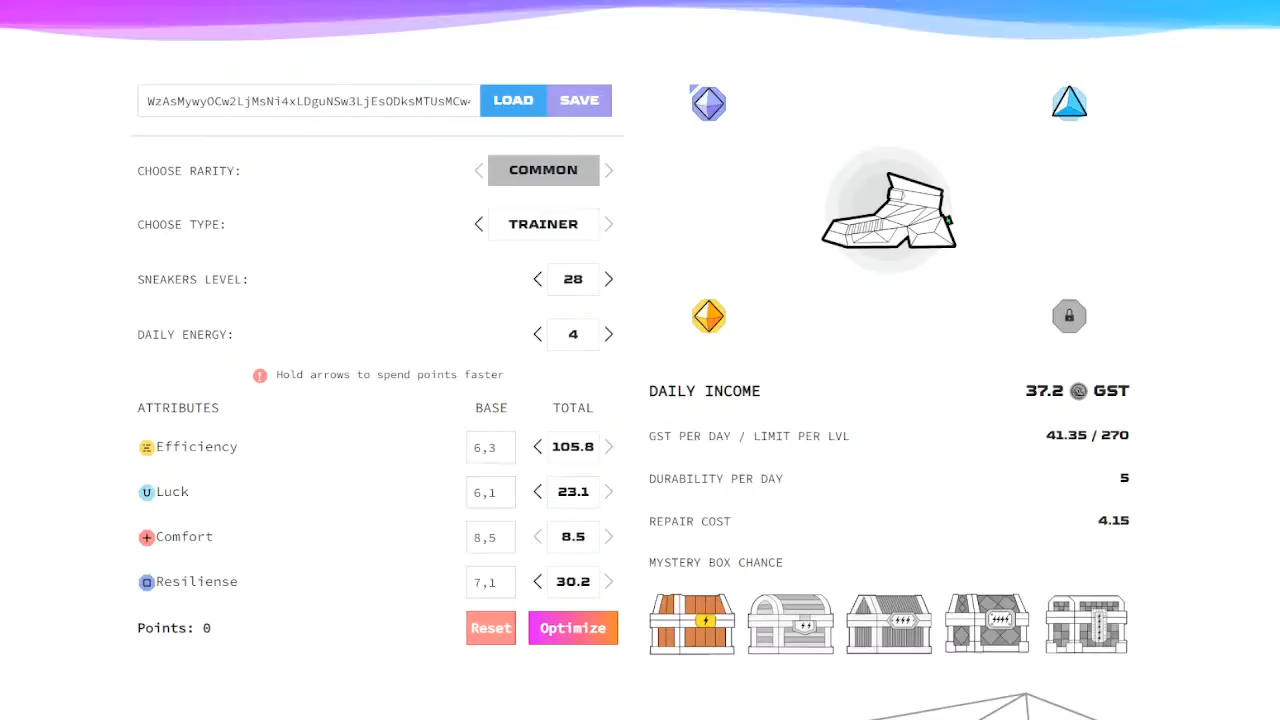 WzAsMywyOCw2LjMsNi4xLDguNSw3LjEsODksMTUsMCw
LOAD
SAVE
CHOOSE RARITY:
COMMON
CHOOSE TYPE:
TRAINER
SNEAKERS LEVEL:
28
DAILY ENERGY:
4
! Hold arrows to spend points faster
ATTRIBUTES BASE TOTAL
Efficiency 6,3 105.8
Luck 6,1 23.1
Comfort 8,5 8.5
Resiliense 7,1 30.2
Points: 0
Reset
Optimize
DAILY INCOME 37.2 GST
GST PER DAY / LIMIT PER LVL 41.35 / 270
DURABILITY PER DAY 5
REPAIR COST 4.15
MYSTERY BOX CHANCE